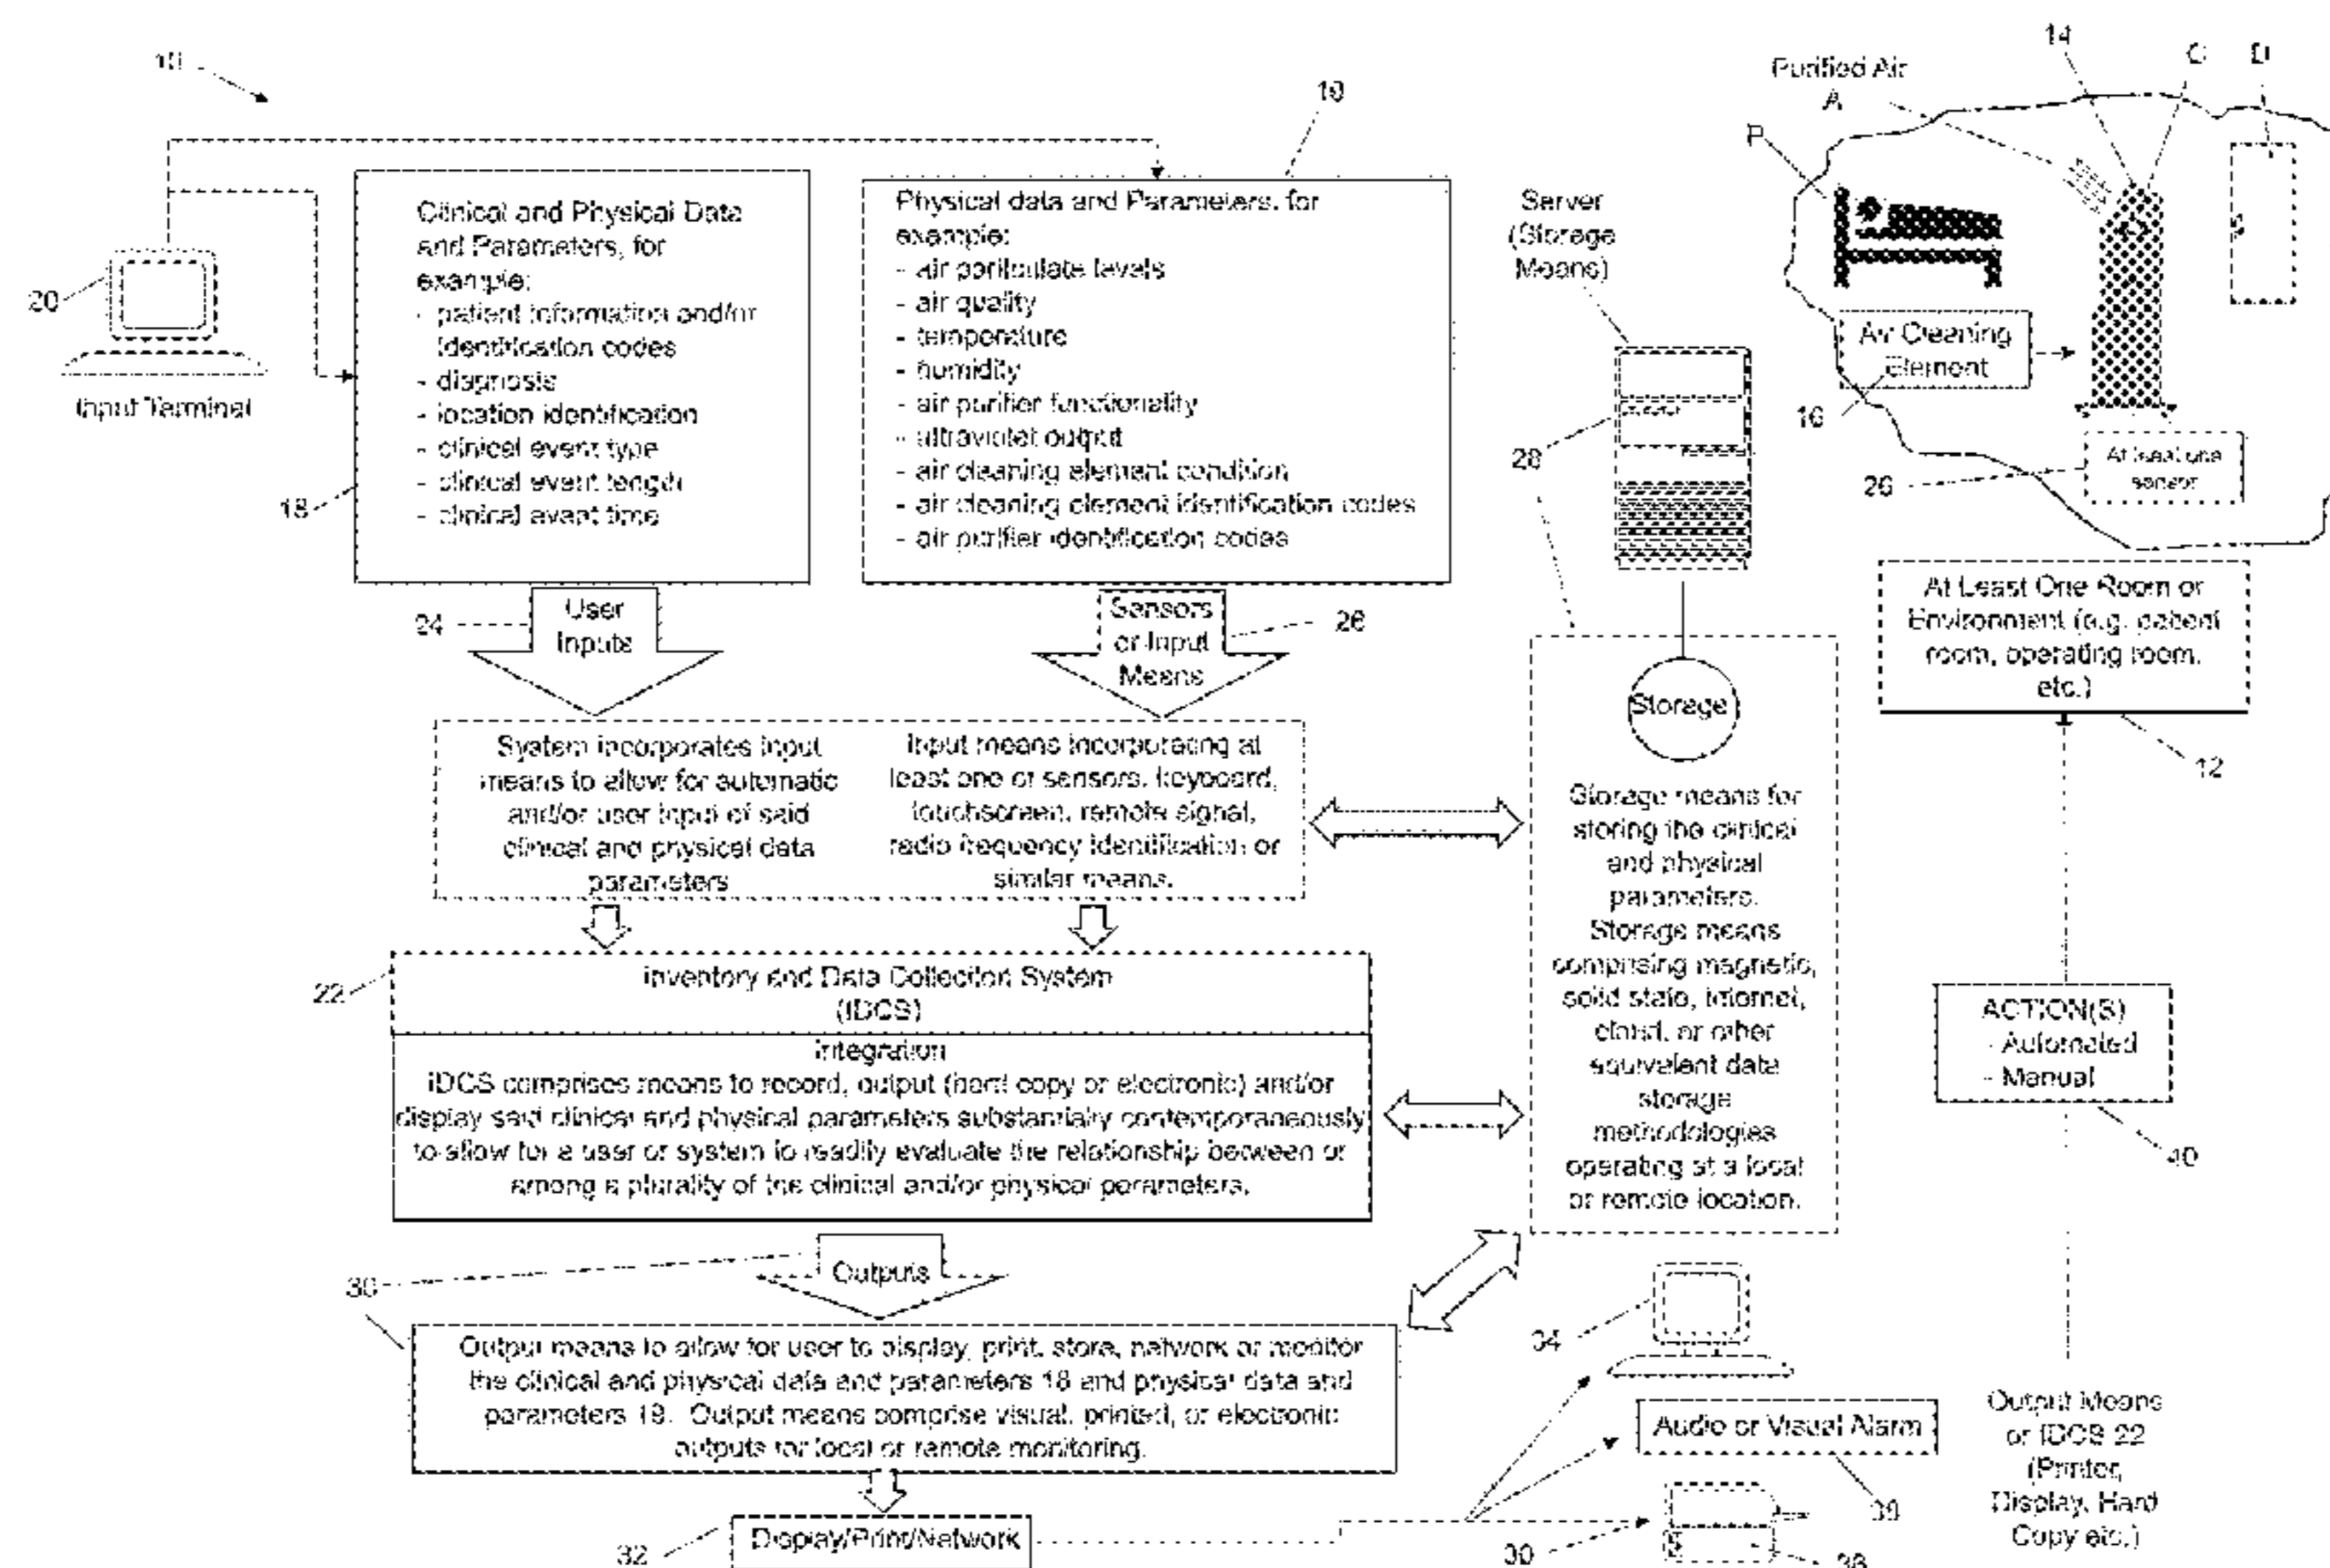 10
20
Input Terminal
Clinical and Physical Data
and Parameters, for
example:
- patient information and/or
identification codes
- diagnosis
- location identification
- clinical event type
- clinical event length
- clinical event time
18
19
Physical data and Parameters, for
example:
- air particulate levels
- air quality
- temperature
- humidity
- air purifier functionality
- ultraviolet output
- air cleaning element condition
- air cleaning element identification codes
- air purifier identification codes
Server
(Storage
Means)
28
Purified Air
A
14
C
D
P
Air Cleaning
Element
16
26
At least one
sensor
24
User
Inputs
Sensors
or Input
Means
26
At Least One Room or
Environment (e.g. patient
room, operating room,
etc.)
12
System incorporates input
means to allow for automatic
and/or user input of said
clinical and physical data
parameters
Input means incorporating at
least one of sensors, keyboard,
touchscreen, remote signal,
radio frequency identification or
similar means.
Storage
Storage means for
storing the clinical
and physical
parameters.
Storage means
comprising magnetic,
solid state, internet,
cloud, or other
equivalent data
storage
methodologies
operating at a local
or remote location.
22
Inventory and Data Collection System
(IDCS)
Integration
IDCS comprises means to record, output (hard copy or electronic) and/or
display said clinical and physical parameters substantially contemporaneously
to allow for a user or system to readily evaluate the relationship between or
among a plurality of the clinical and/or physical parameters.
ACTION(S)
- Automated
- Manual
40
30
Outputs
Output means to allow for user to display, print, store, network or monitor
the clinical and physical data and parameters 18 and physical data and
parameters 19. Output means comprise visual, printed, or electronic
outputs for local or remote monitoring.
34
Audio or Visual Alarm
Output Means
or IDCS 22
(Printer,
Display, Hard
Copy etc.)
32
Display/Print/Network